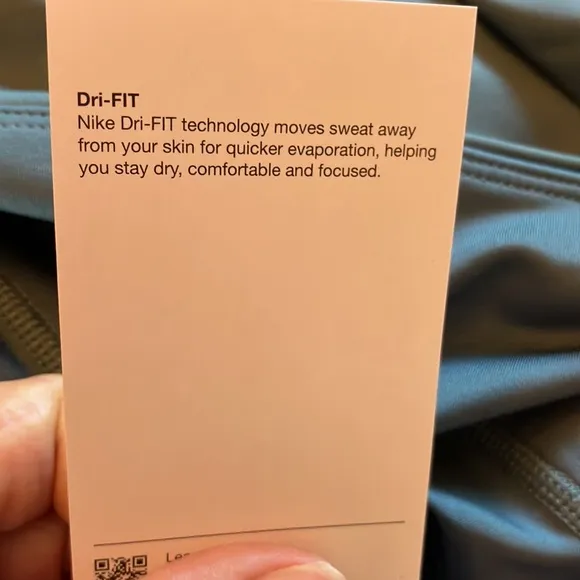 Dri-FIT
Nike Dri-FIT technology moves sweat away
from your skin for quicker evaporation, helping
you stay dry, comfortable and focused.